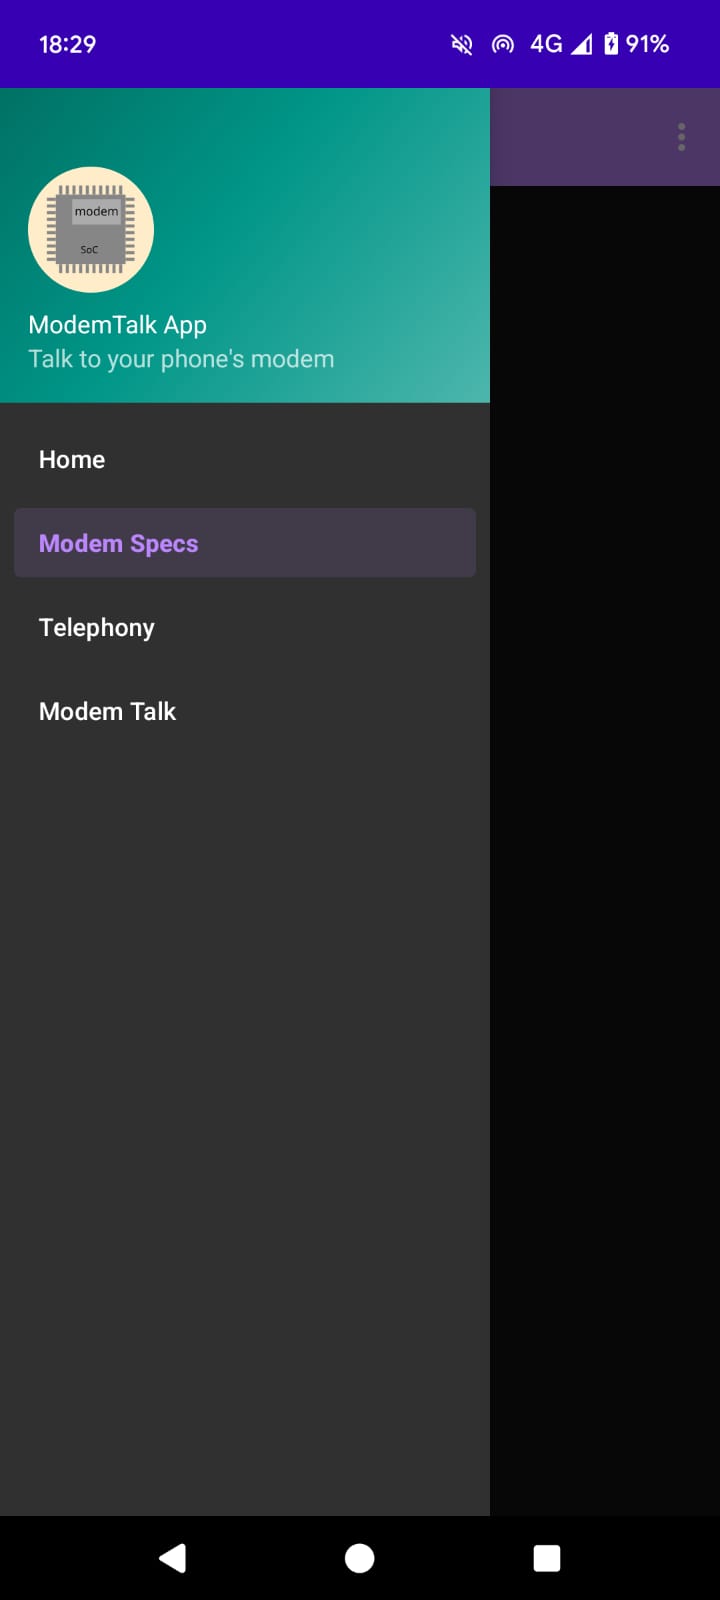 18:29 4G 91%
modem
SoC
ModemTalk App
Talk to your phone's modem
Home
Modem Specs
Telephony
Modem Talk